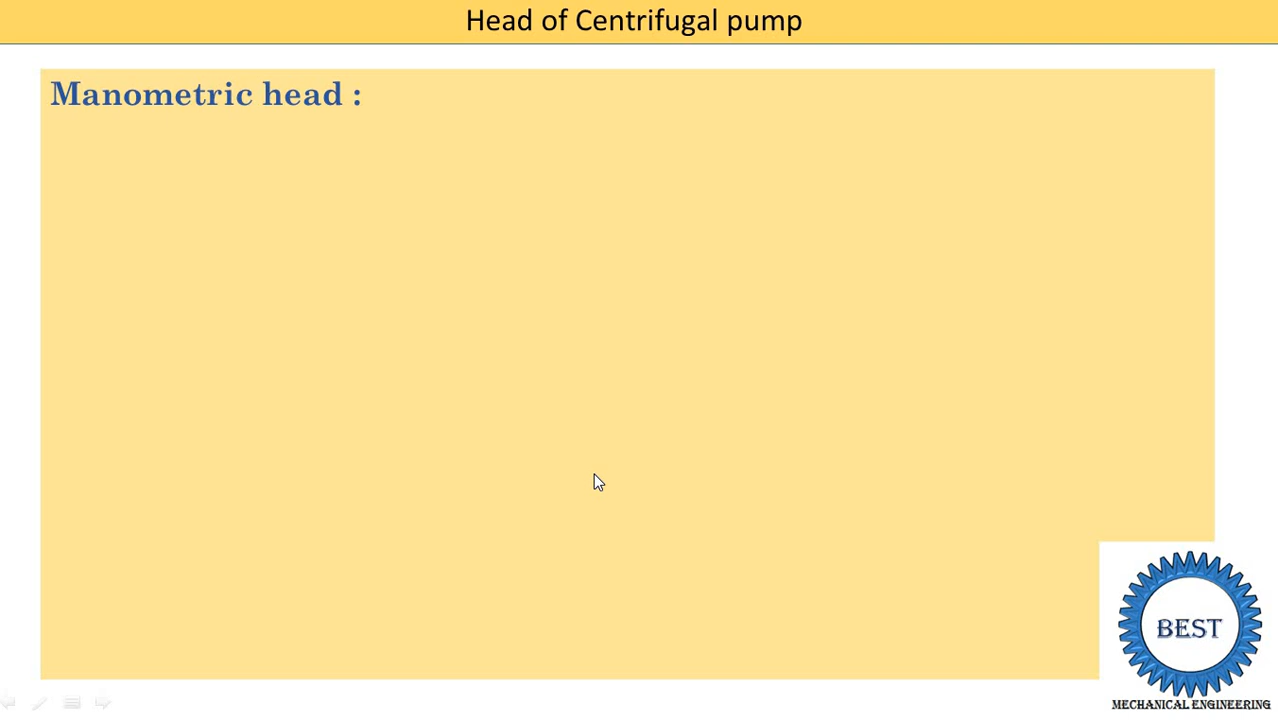 Head of Centrifugal pump
Manometric head :
BEST
MECHANICAL ENGINEERING